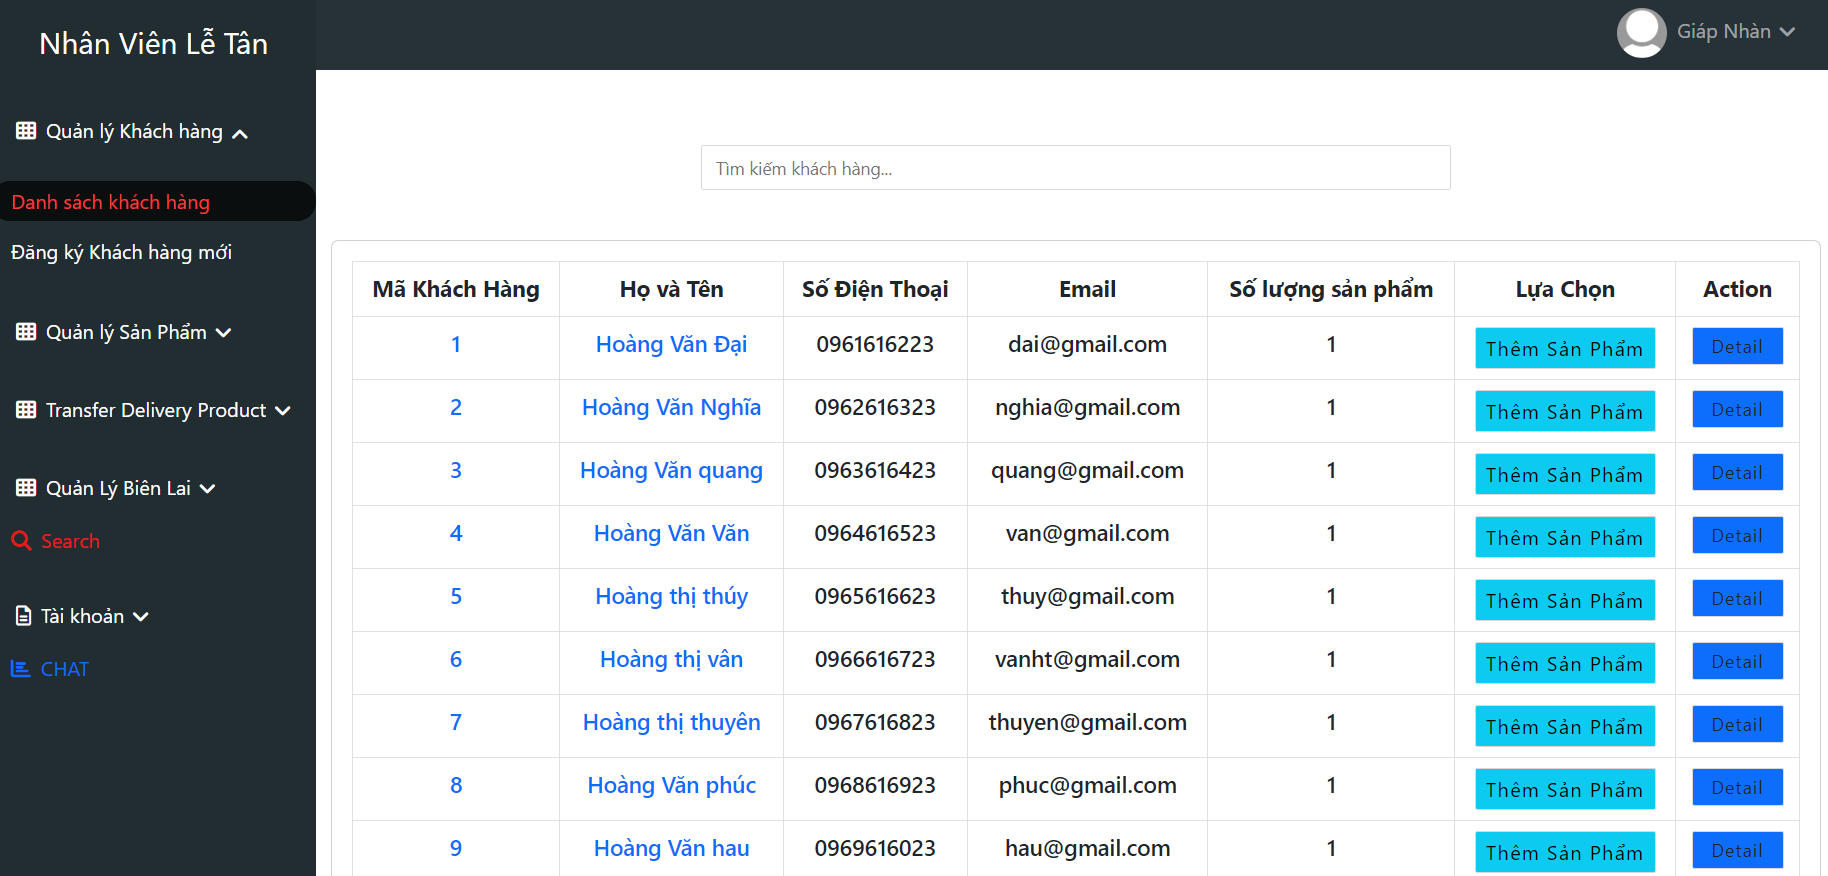 Nhân Viên Lễ Tân
Giáp Nhàn
Quản lý Khách hàng
Danh sách khách hàng
Đăng ký Khách hàng mới
Quản lý Sản Phẩm
Transfer Delivery Product
Quản Lý Biên Lai
Search
Tài khoản
CHAT
Tìm kiếm khách hàng...
Mã Khách Hàng Họ và Tên Số Điện Thoại Email Số lượng sản phẩm Lựa Chọn Action
1 Hoàng Văn Đại 0961616223 dai@gmail.com 1 Thêm Sản Phẩm Detail
2 Hoàng Văn Nghĩa 0962616323 nghia@gmail.com 1 Thêm Sản Phẩm Detail
3 Hoàng Văn quang 0963616423 quang@gmail.com 1 Thêm Sản Phẩm Detail
4 Hoàng Văn Văn 0964616523 van@gmail.com 1 Thêm Sản Phẩm Detail
5 Hoàng thị thúy 0965616623 thuy@gmail.com 1 Thêm Sản Phẩm Detail
6 Hoàng thị vân 0966616723 vanht@gmail.com 1 Thêm Sản Phẩm Detail
7 Hoàng thị thuyên 0967616823 thuyen@gmail.com 1 Thêm Sản Phẩm Detail
8 Hoàng Văn phúc 0968616923 phuc@gmail.com 1 Thêm Sản Phẩm Detail
9 Hoàng Văn hau 0969616023 hau@gmail.com 1 Thêm Sản Phẩm Detail